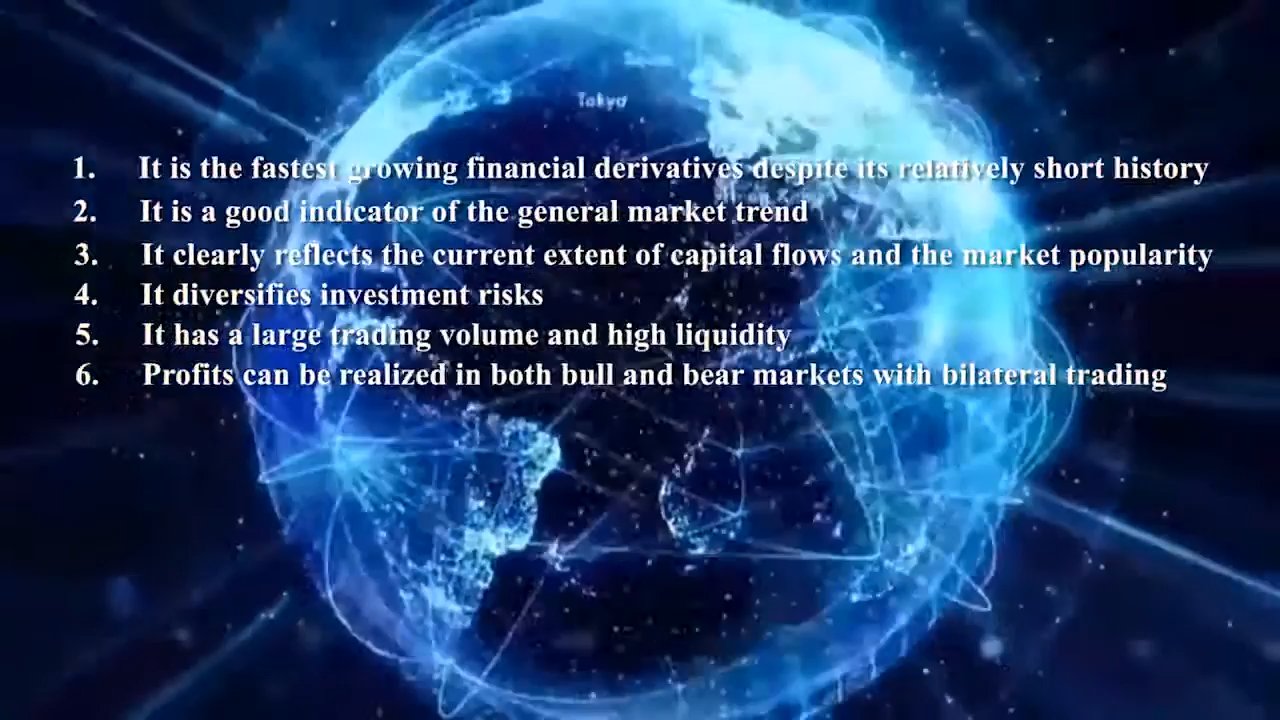 Tokyo
1. It is the fastest growing financial derivatives despite its relatively short history
2. It is a good indicator of the general market trend
3. It clearly reflects the current extent of capital flows and the market popularity
4. It diversifies investment risks
5. It has a large trading volume and high liquidity
6. Profits can be realized in both bull and bear markets with bilateral trading